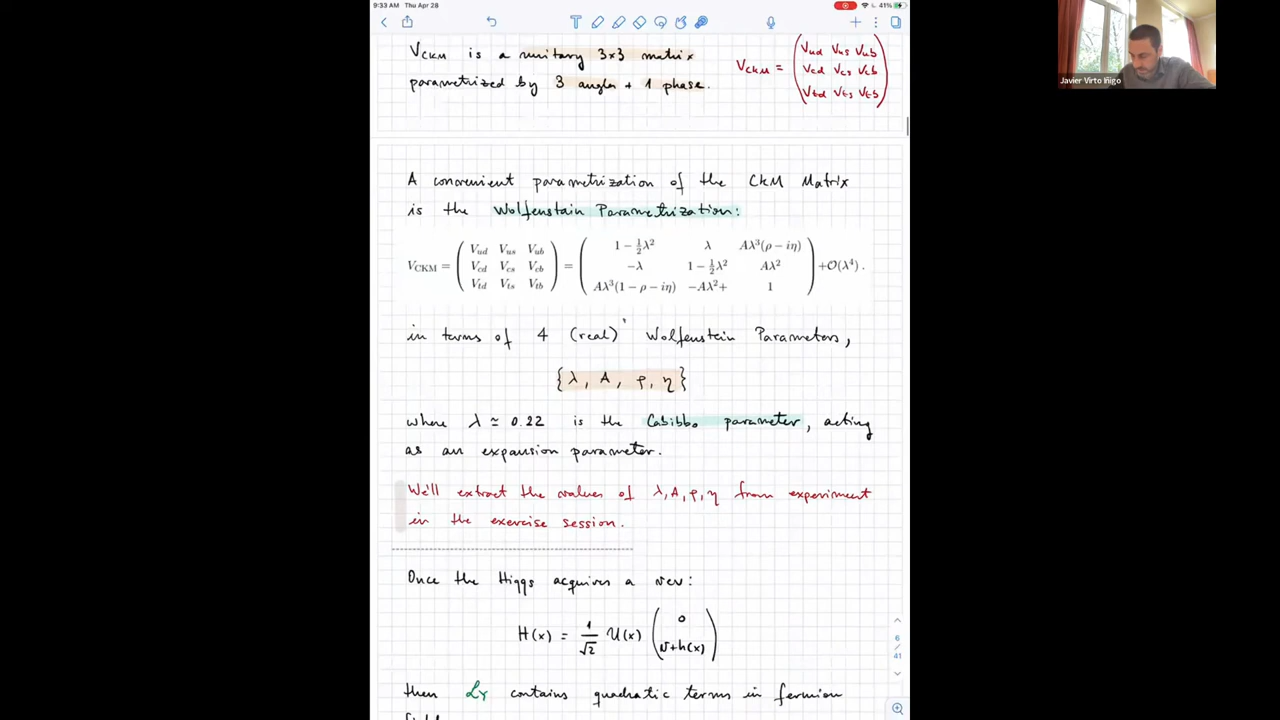 9:33 AM Thu Apr 28
41%
Javier Virto Iñigo
V_CKM is a unitary 3x3 matrix
parametrized by 3 angles + 1 phase.
V_CKM = ( V_ud V_us V_ub
V_cd V_cs V_cb
V_td V_ts V_tb )
A convenient parametrization of the CKM Matrix
is the Wolfenstain Parametrization:
V_CKM = ( V_ud V_us V_ub ; V_cd V_cs V_cb ; V_td V_ts V_tb ) = ( 1 − ½λ² λ Aλ³(ρ − iη) ; −λ 1 − ½λ² Aλ² ; Aλ³(1 − ρ − iη) −Aλ²+ 1 ) +O(λ⁴) .
in terms of 4 (real) Wolfenstein Parameters,
{λ, A, ρ, η}
where λ ≃ 0.22 is the Cabibbo parameter, acting
as an expansion parameter.
We'll extract the values of λ, A, ρ, η from experiment
in the exercise session.
Once the Higgs acquires a vev:
H(x) = 1/√2 U(x) ( 0
v+h(x) )
then L_Y contains quadratic terms in fermion
6
/
41